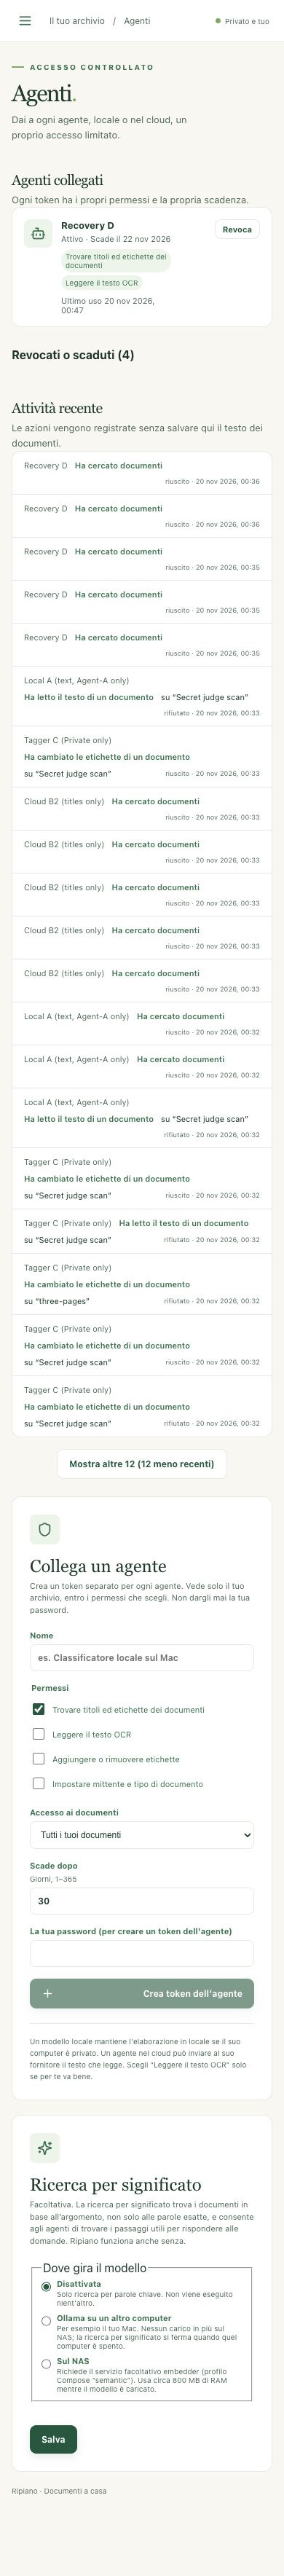 Il tuo archivio / Agenti
Privato e tuo
ACCESSO CONTROLLATO
Agenti.
Dai a ogni agente, locale o nel cloud, un
proprio accesso limitato.
Agenti collegati
Ogni token ha i propri permessi e la propria scadenza.
Recovery D
Revoca
Attivo · Scade il 22 nov 2026
Trovare titoli ed etichette dei
documenti
Leggere il testo OCR
Ultimo uso 20 nov 2026,
00:47
Revocati o scaduti (4)
Attività recente
Le azioni vengono registrate senza salvare qui il testo dei
documenti.
Recovery D Ha cercato documenti
riuscito · 20 nov 2026, 00:36
Recovery D Ha cercato documenti
riuscito · 20 nov 2026, 00:36
Recovery D Ha cercato documenti
riuscito · 20 nov 2026, 00:35
Recovery D Ha cercato documenti
riuscito · 20 nov 2026, 00:35
Recovery D Ha cercato documenti
riuscito · 20 nov 2026, 00:35
Local A (text, Agent-A only)
Ha letto il testo di un documento su "Secret judge scan"
rifiutato · 20 nov 2026, 00:33
Tagger C (Private only)
Ha cambiato le etichette di un documento
su "Secret judge scan" riuscito · 20 nov 2026, 00:33
Cloud B2 (titles only) Ha cercato documenti
riuscito · 20 nov 2026, 00:33
Cloud B2 (titles only) Ha cercato documenti
riuscito · 20 nov 2026, 00:33
Cloud B2 (titles only) Ha cercato documenti
riuscito · 20 nov 2026, 00:33
Cloud B2 (titles only) Ha cercato documenti
riuscito · 20 nov 2026, 00:33
Cloud B2 (titles only) Ha cercato documenti
riuscito · 20 nov 2026, 00:33
Local A (text, Agent-A only) Ha cercato documenti
riuscito · 20 nov 2026, 00:32
Local A (text, Agent-A only) Ha cercato documenti
riuscito · 20 nov 2026, 00:32
Local A (text, Agent-A only)
Ha letto il testo di un documento su "Secret judge scan"
rifiutato · 20 nov 2026, 00:32
Tagger C (Private only)
Ha cambiato le etichette di un documento
su "Secret judge scan" riuscito · 20 nov 2026, 00:32
Tagger C (Private only) Ha letto il testo di un documento
su "Secret judge scan" rifiutato · 20 nov 2026, 00:32
Tagger C (Private only)
Ha cambiato le etichette di un documento
su "three-pages" rifiutato · 20 nov 2026, 00:32
Tagger C (Private only)
Ha cambiato le etichette di un documento
su "Secret judge scan" riuscito · 20 nov 2026, 00:32
Tagger C (Private only)
Ha cambiato le etichette di un documento
su "Secret judge scan" rifiutato · 20 nov 2026, 00:32
Mostra altre 12 (12 meno recenti)
Collega un agente
Crea un token separato per ogni agente. Vede solo il tuo
archivio, entro i permessi che scegli. Non dargli mai la tua
password.
Nome
es. Classificatore locale sul Mac
Permessi
Trovare titoli ed etichette dei documenti
Leggere il testo OCR
Aggiungere o rimuovere etichette
Impostare mittente e tipo di documento
Accesso ai documenti
Tutti i tuoi documenti
Scade dopo
Giorni, 1–365
30
La tua password (per creare un token dell'agente)
Crea token dell'agente
Un modello locale mantiene l'elaborazione in locale se il suo
computer è privato. Un agente nel cloud può inviare al suo
fornitore il testo che legge. Scegli "Leggere il testo OCR" solo
se per te va bene.
Ricerca per significato
Facoltativa. La ricerca per significato trova i documenti in
base all'argomento, non solo alle parole esatte, e consente
agli agenti di trovare i passaggi utili per rispondere alle
domande. Ripiano funziona anche senza.
Dove gira il modello
Disattivata
Solo ricerca per parole chiave. Non viene eseguito
nient'altro.
Ollama su un altro computer
Per esempio il tuo Mac. Nessun carico in più sul
NAS; la ricerca per significato si ferma quando quel
computer è spento.
Sul NAS
Richiede il servizio facoltativo embedder (profilo
Compose "semantic"). Usa circa 800 MB di RAM
mentre il modello è caricato.
Salva
Ripiano · Documenti a casa